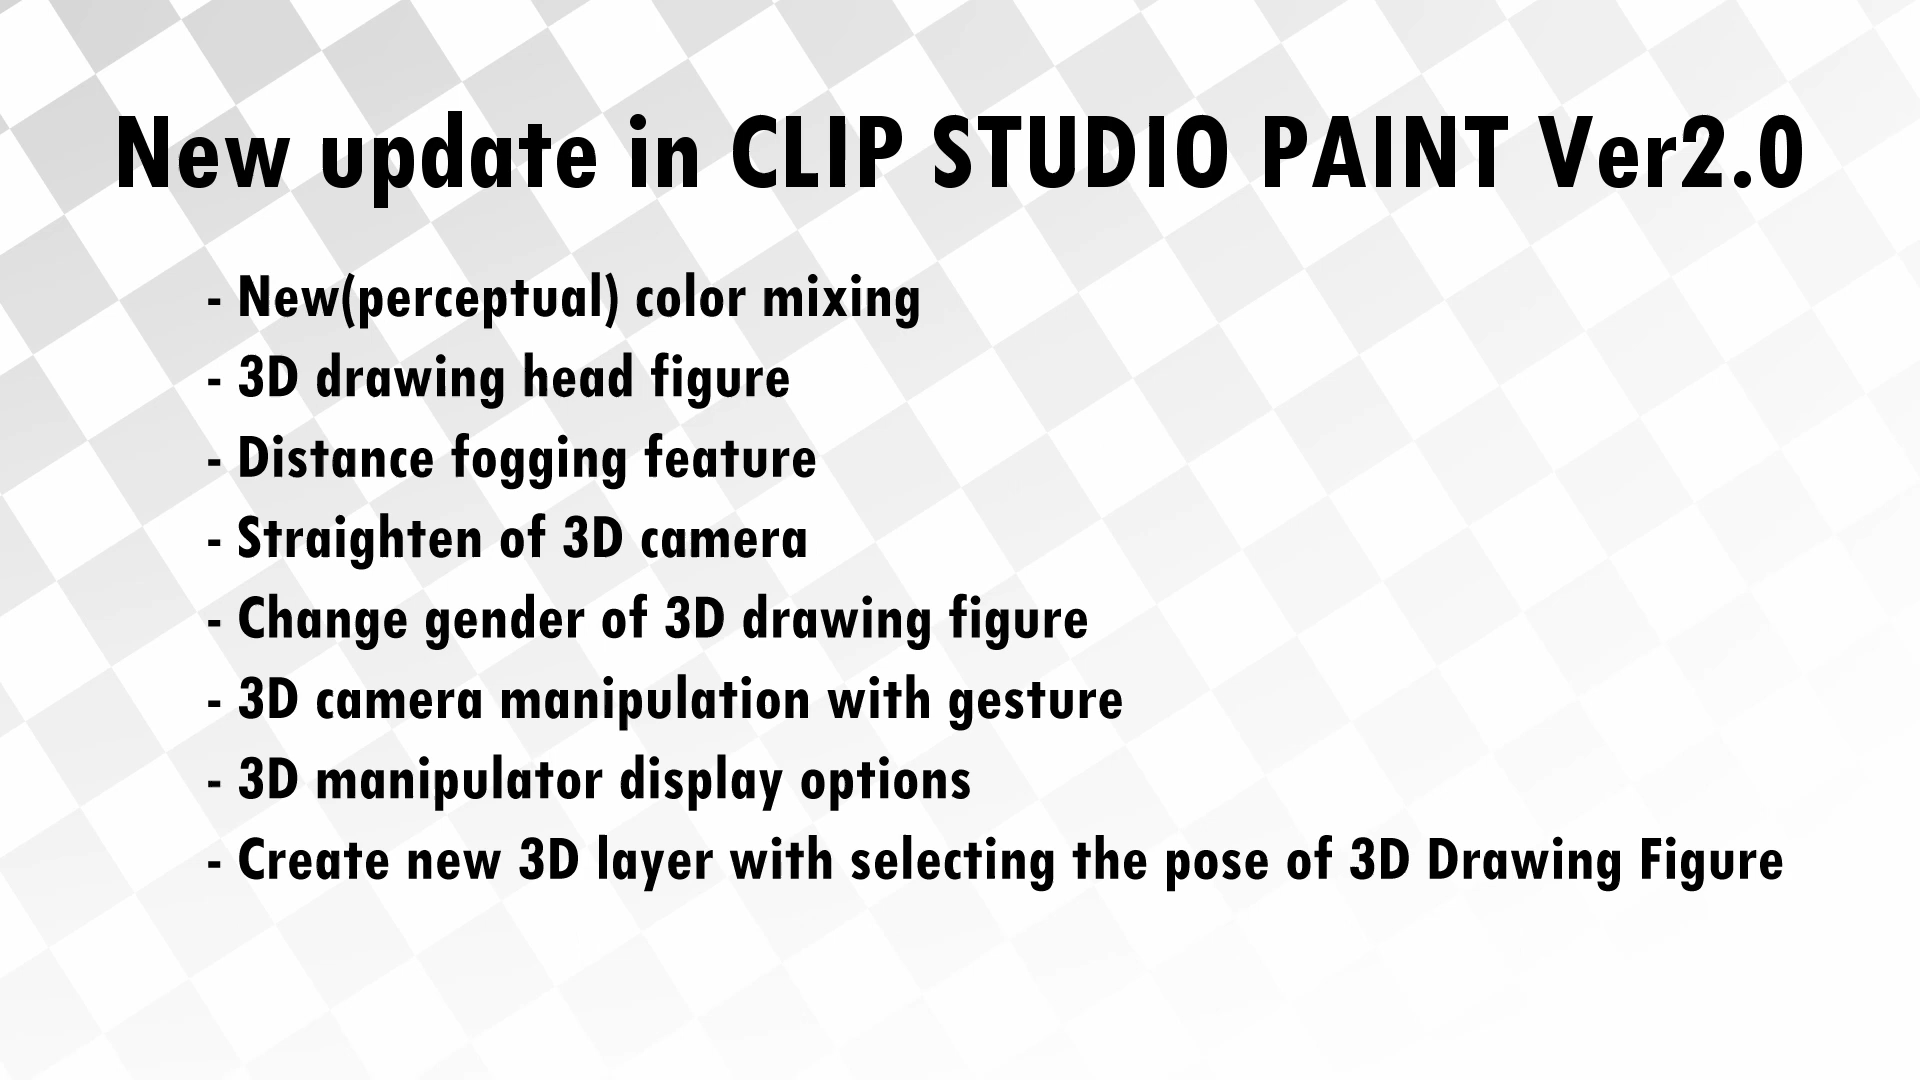 New update in CLIP STUDIO PAINT Ver2.0
- New(perceptual) color mixing
- 3D drawing head figure
- Distance fogging feature
- Straighten of 3D camera
- Change gender of 3D drawing figure
- 3D camera manipulation with gesture
- 3D manipulator display options
- Create new 3D layer with selecting the pose of 3D Drawing Figure